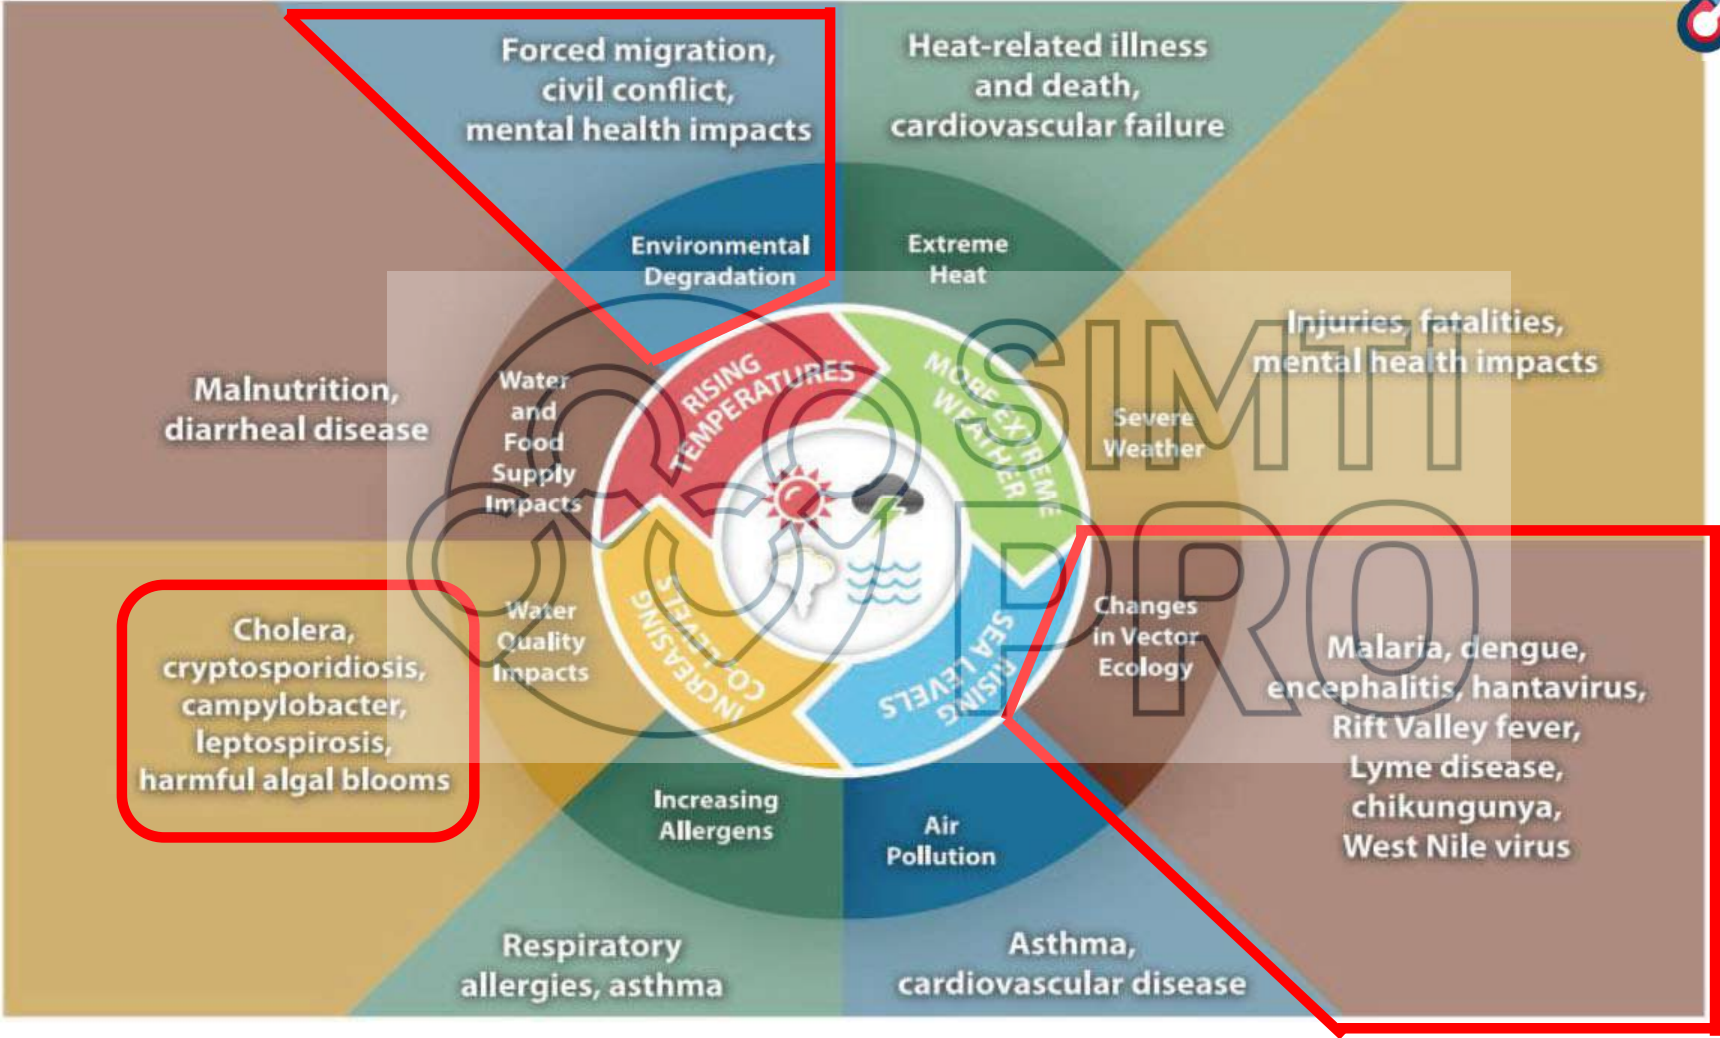 Forced migration,
civil conflict,
mental health impacts
Environmental
Degradation
Heat-related illness
and death,
cardiovascular failure
Extreme
Heat
Injuries, fatalities,
mental health impacts
Severe
Weather
Malaria, dengue,
encephalitis, hantavirus,
Rift Valley fever,
Lyme disease,
chikungunya,
West Nile virus
Changes
in Vector
Ecology
Asthma,
cardiovascular disease
Air
Pollution
Respiratory
allergies, asthma
Increasing
Allergens
Cholera,
cryptosporidiosis,
campylobacter,
leptospirosis,
harmful algal blooms
Water
Quality
Impacts
Malnutrition,
diarrheal disease
Water
and
Food
Supply
Impacts
RISING
TEMPERATURES
MORE EXTREME
WEATHER
RISING
SEA LEVELS
INCREASING
CO₂ LEVELS
SIMTI
PRO